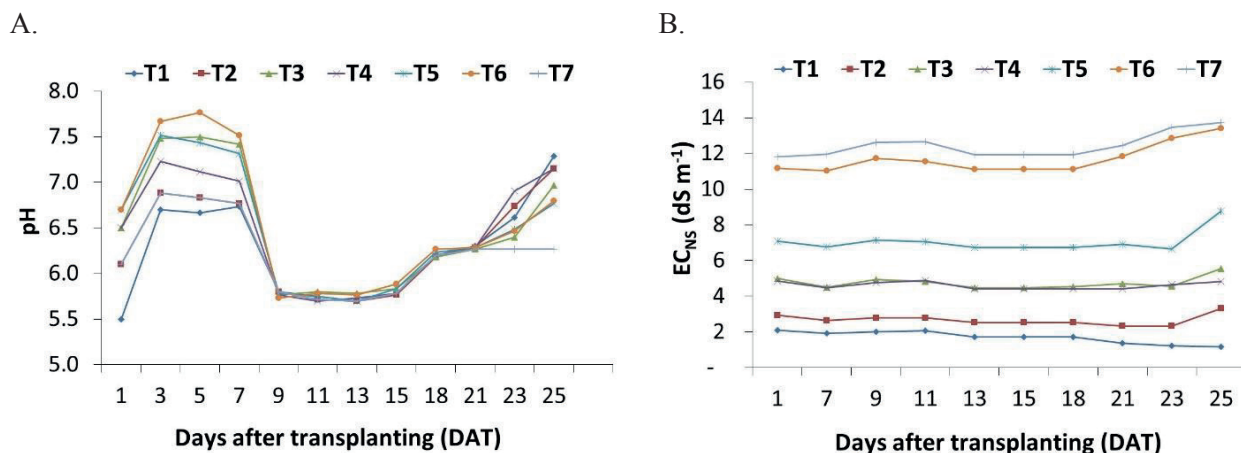 A.
T1 T2 T3 T4 T5 T6 T7
8.0
7.5
7.0
6.5
6.0
5.5
5.0
pH
1 3 5 7 9 11 13 15 18 21 23 25
Days after transplanting (DAT)
B.
T1 T2 T3 T4 T5 T6 T7
16
14
12
10
8
6
4
2
-
EC_NS (dS m⁻¹)
1 7 9 11 13 15 18 21 23 25
Days after transplanting (DAT)